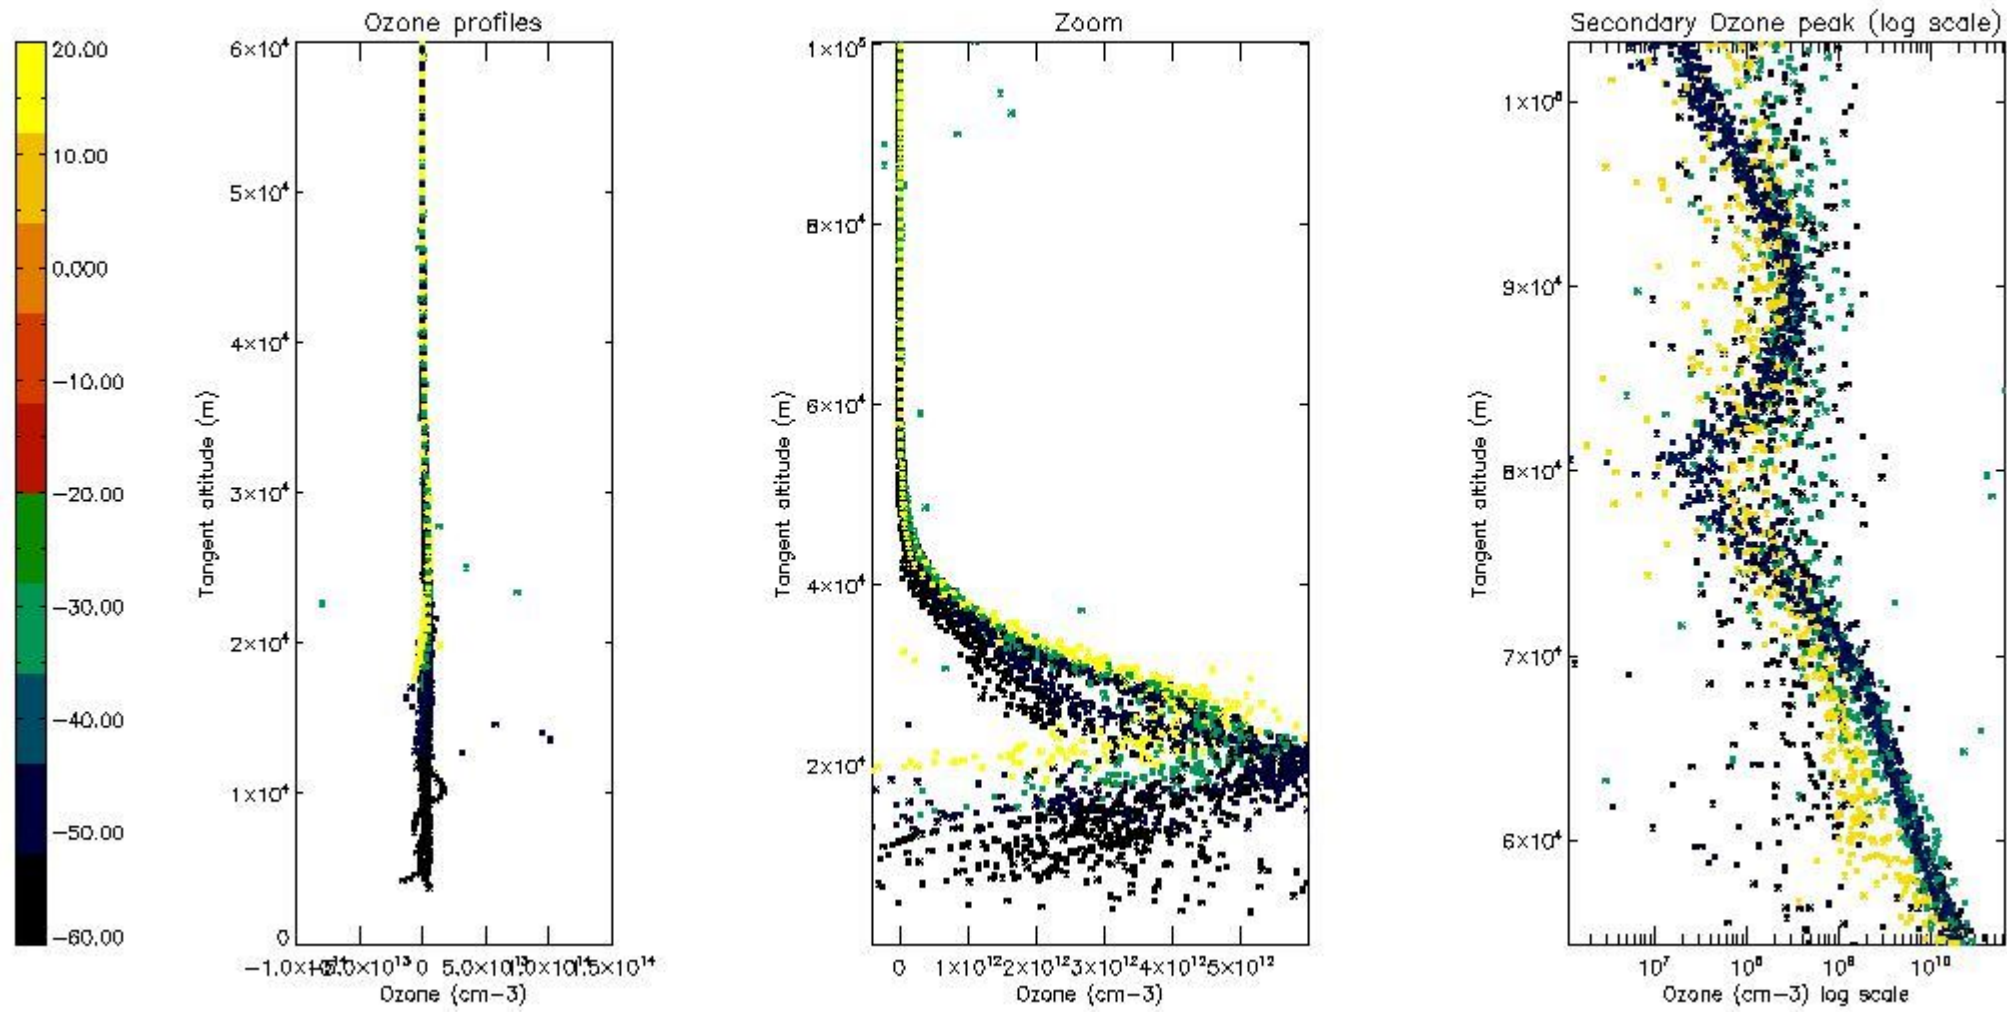 Ozone profiles
Zoom
Secondary Ozone peak (log scale)
20.00
10.00
0.000
−10.00
−20.00
−30.00
−40.00
−50.00
−60.00
Tangent altitude (m)
6×10⁴
5×10⁴
4×10⁴
3×10⁴
2×10⁴
1×10⁴
0
0
Ozone (cm−3)
Tangent altitude (m)
1×10⁵
8×10⁴
6×10⁴
4×10⁴
2×10⁴
0 1×10¹² 2×10¹² 3×10¹² 4×10¹² 5×10¹²
Ozone (cm−3)
Tangent altitude (m)
9×10⁴
8×10⁴
7×10⁴
6×10⁴
10⁷ 10⁸ 10⁹ 10¹⁰
Ozone (cm−3) log scale